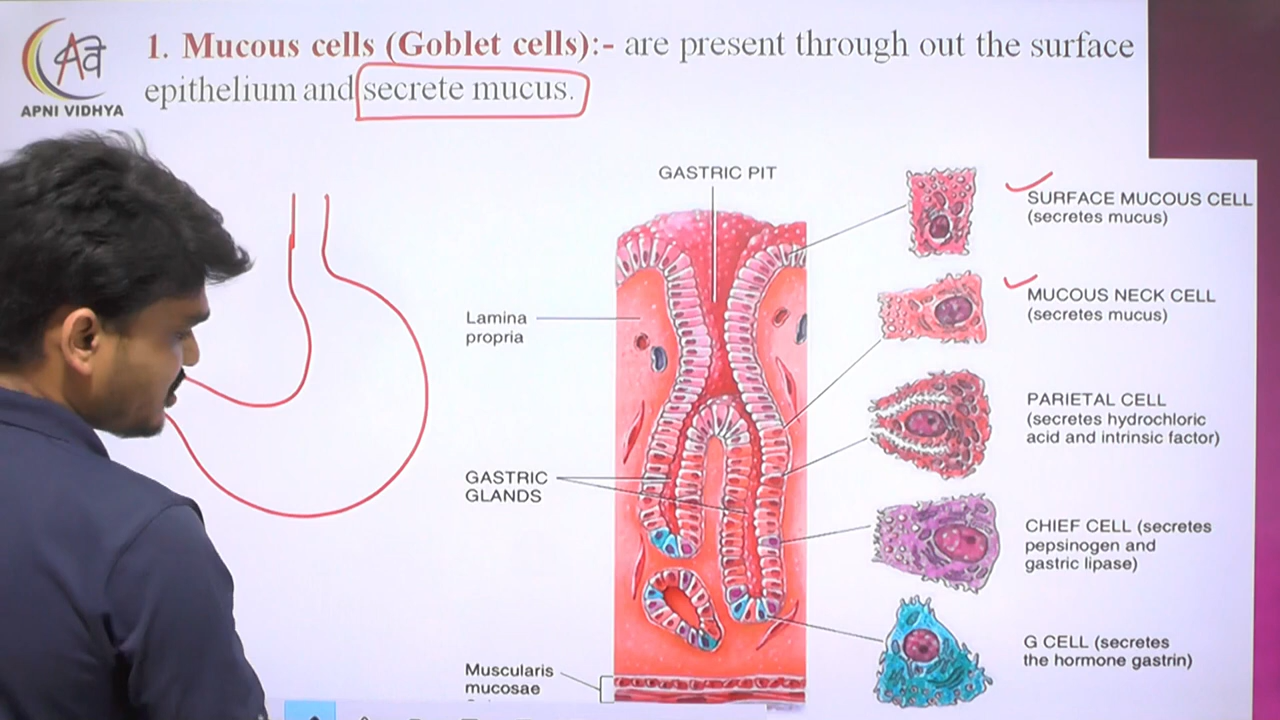 1. Mucous cells (Goblet cells):- are present through out the surface
epithelium and secrete mucus.
APNI VIDHYA
GASTRIC PIT
SURFACE MUCOUS CELL
(secretes mucus)
MUCOUS NECK CELL
(secretes mucus)
Lamina
propria
PARIETAL CELL
(secretes hydrochloric
acid and intrinsic factor)
GASTRIC
GLANDS
CHIEF CELL (secretes
pepsinogen and
gastric lipase)
G CELL (secretes
the hormone gastrin)
Muscularis
mucosae